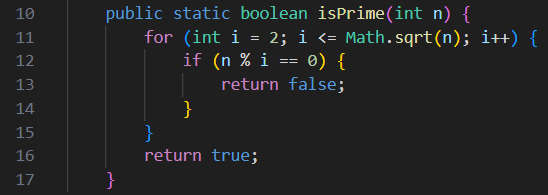 10 public static boolean isPrime(int n) {
11 for (int i = 2; i <= Math.sqrt(n); i++) {
12 if (n % i == 0) {
13 return false;
14 }
15 }
16 return true;
17 }